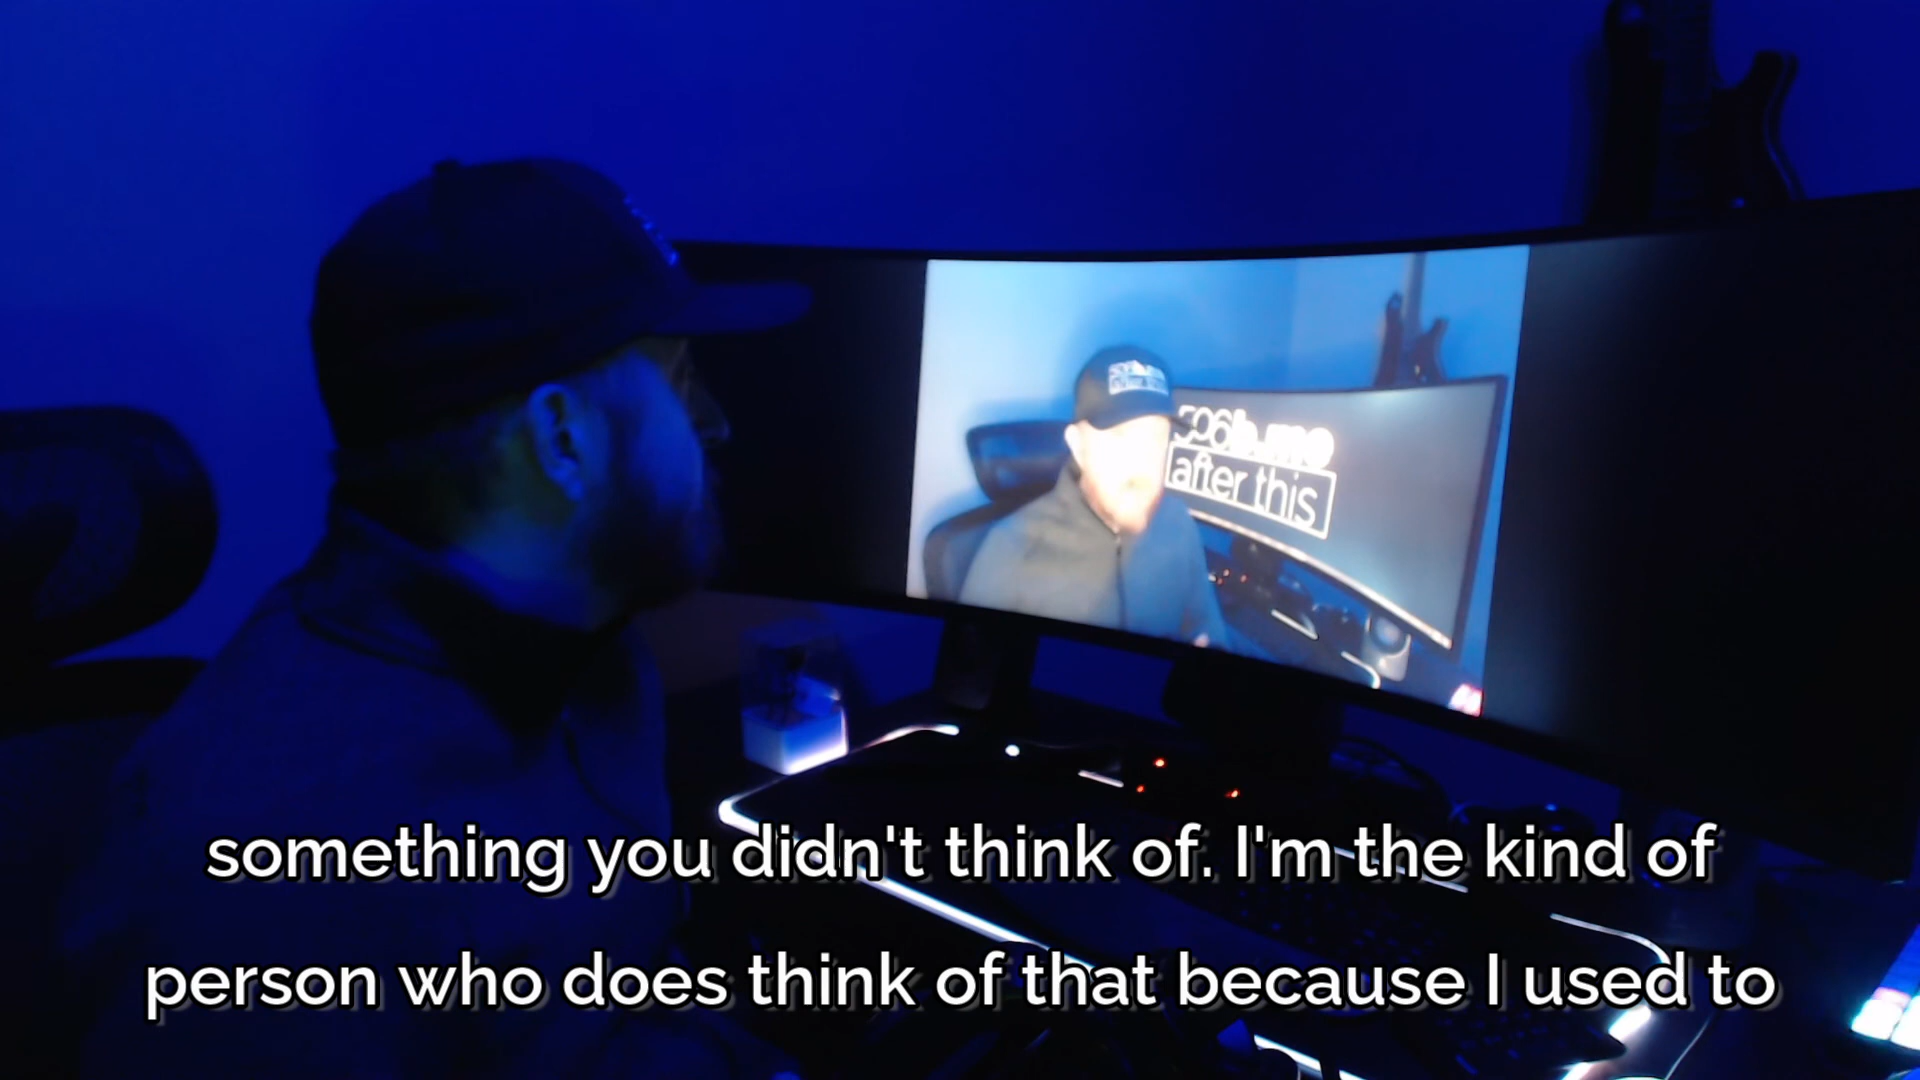 after this
something you didn't think of. I'm the kind of
person who does think of that because I used to